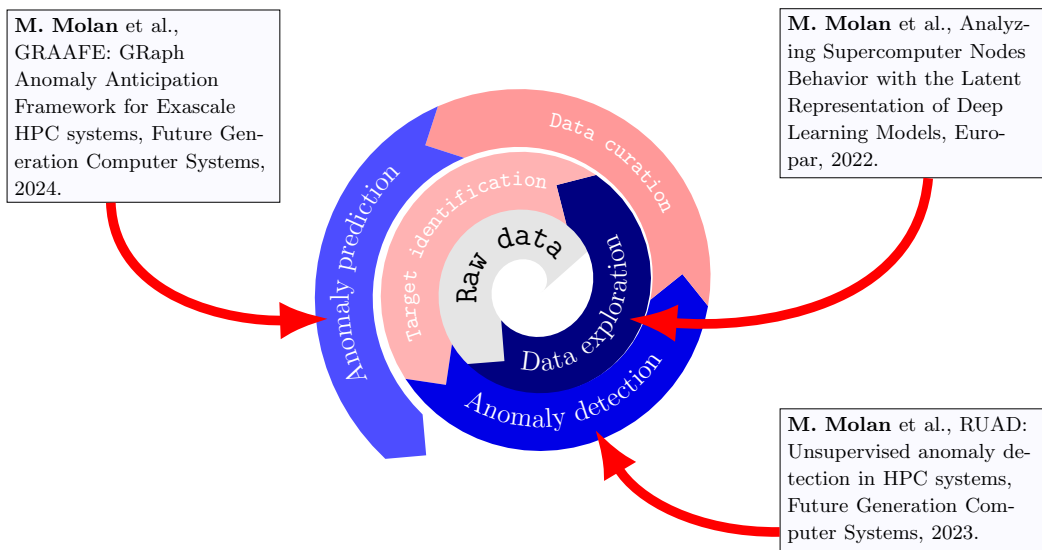 M. Molan et al.,
GRAAFE: GRaph
Anomaly Anticipation
Framework for Exascale
HPC systems, Future Gen-
eration Computer Systems,
2024.
M. Molan et al., Analyz-
ing Supercomputer Nodes
Behavior with the Latent
Representation of Deep
Learning Models, Euro-
par, 2022.
Data curation
Target identification
Anomaly prediction
Raw data
Data exploration
Anomaly detection
M. Molan et al., RUAD:
Unsupervised anomaly de-
tection in HPC systems,
Future Generation Com-
puter Systems, 2023.